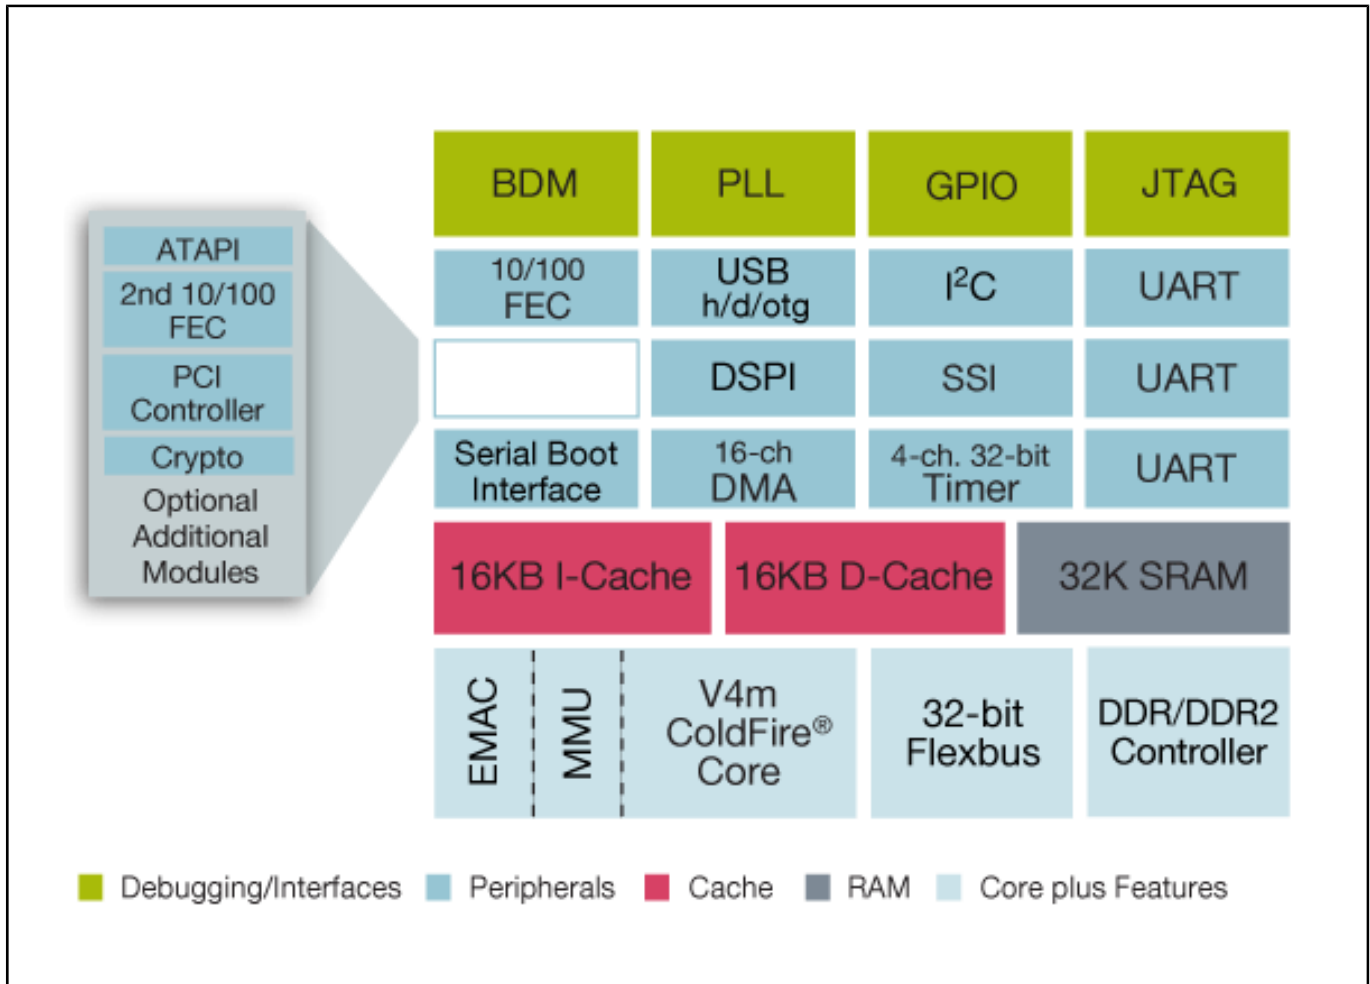 BDM
PLL
GPIO
JTAG
ATAPI
2nd 10/100
FEC
PCI
Controller
Crypto
Optional
Additional
Modules
10/100
FEC
USB
h/d/otg
I²C
UART
DSPI
SSI
UART
Serial Boot
Interface
16-ch
DMA
4-ch. 32-bit
Timer
UART
16KB I-Cache
16KB D-Cache
32K SRAM
EMAC
MMU
V4m
ColdFire®
Core
32-bit
Flexbus
DDR/DDR2
Controller
Debugging/Interfaces
Peripherals
Cache
RAM
Core plus Features